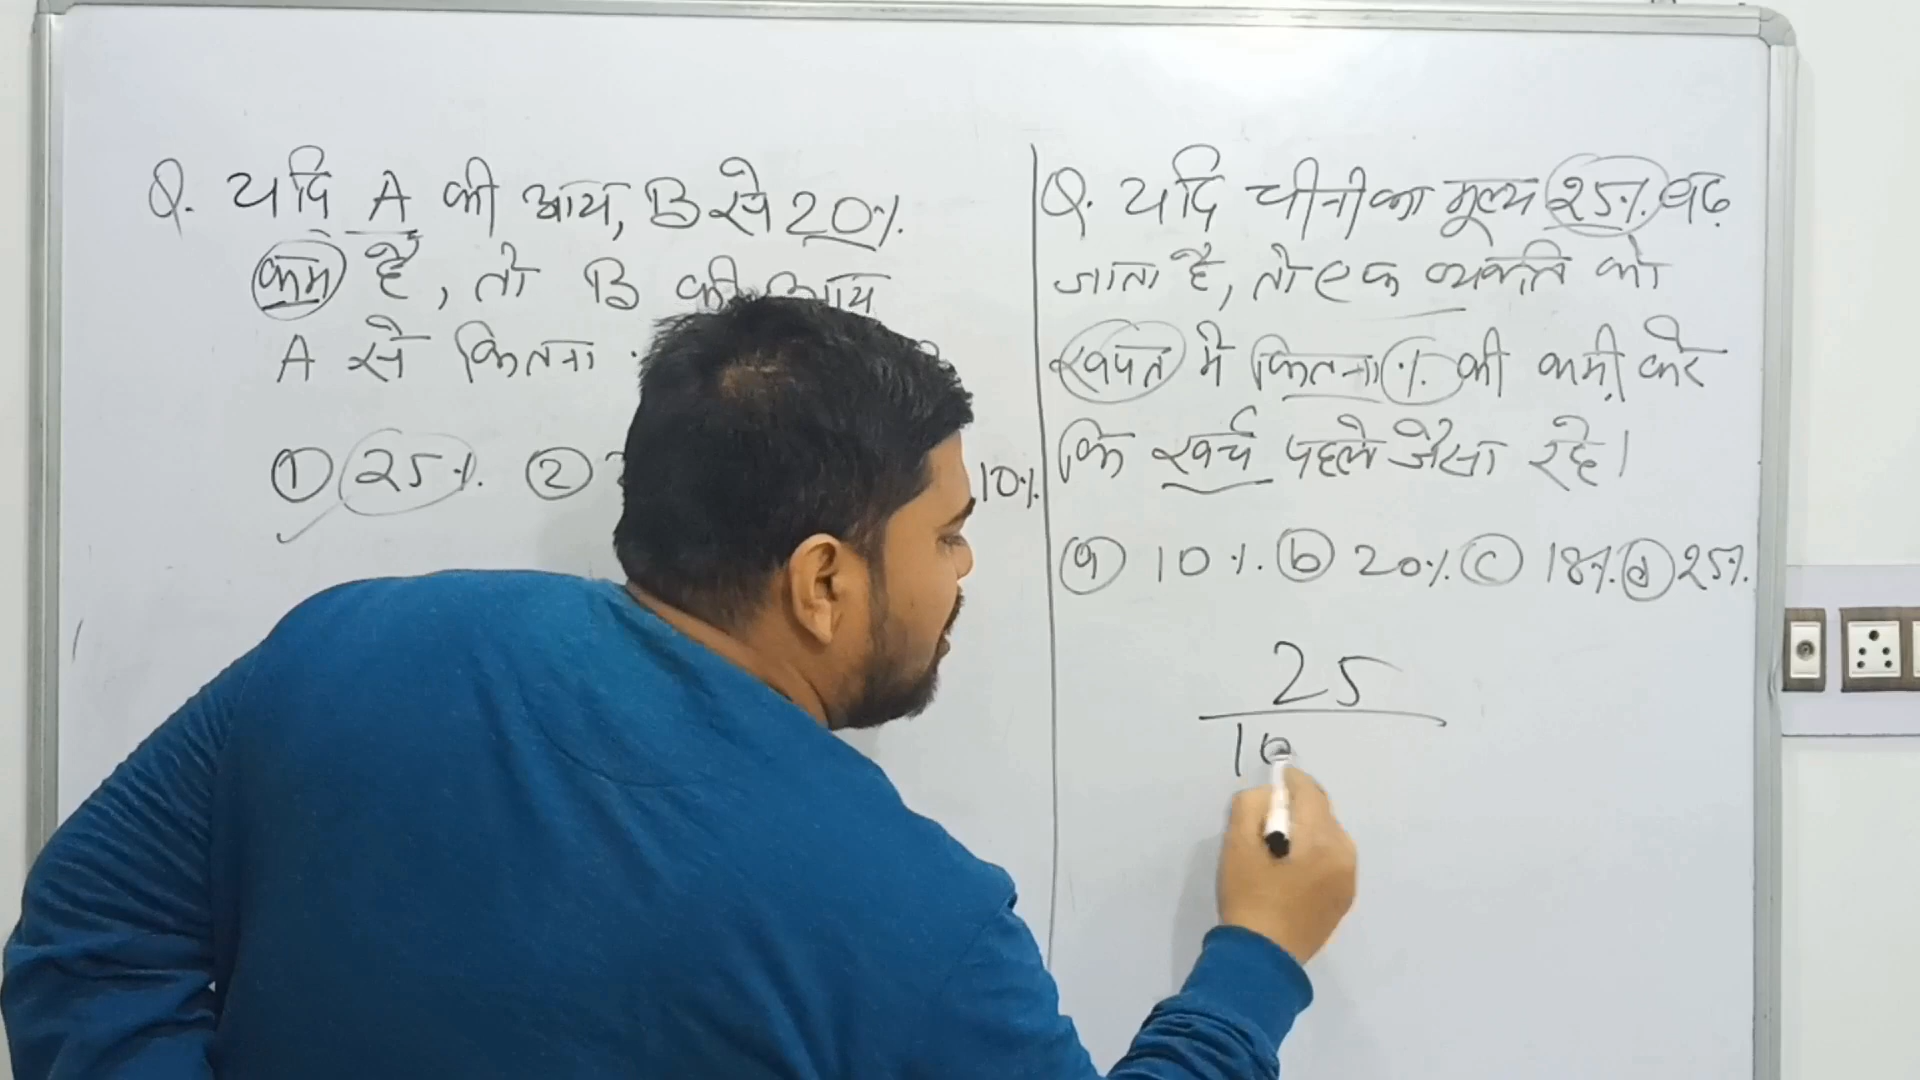 Q. यदि A की आय, B से 20%
कम है, तो B की आय
A से कितना
① 25% ②
10%
Q. यदि चीनी का मूल्य 25% बढ़
जाता है, तो एक व्यक्ति को
खपत में कितना % की कमी करें
कि खर्च पहले जैसा रहे।
ⓐ 10% ⓑ 20% ⓒ 18% ⓓ 25%
25
10